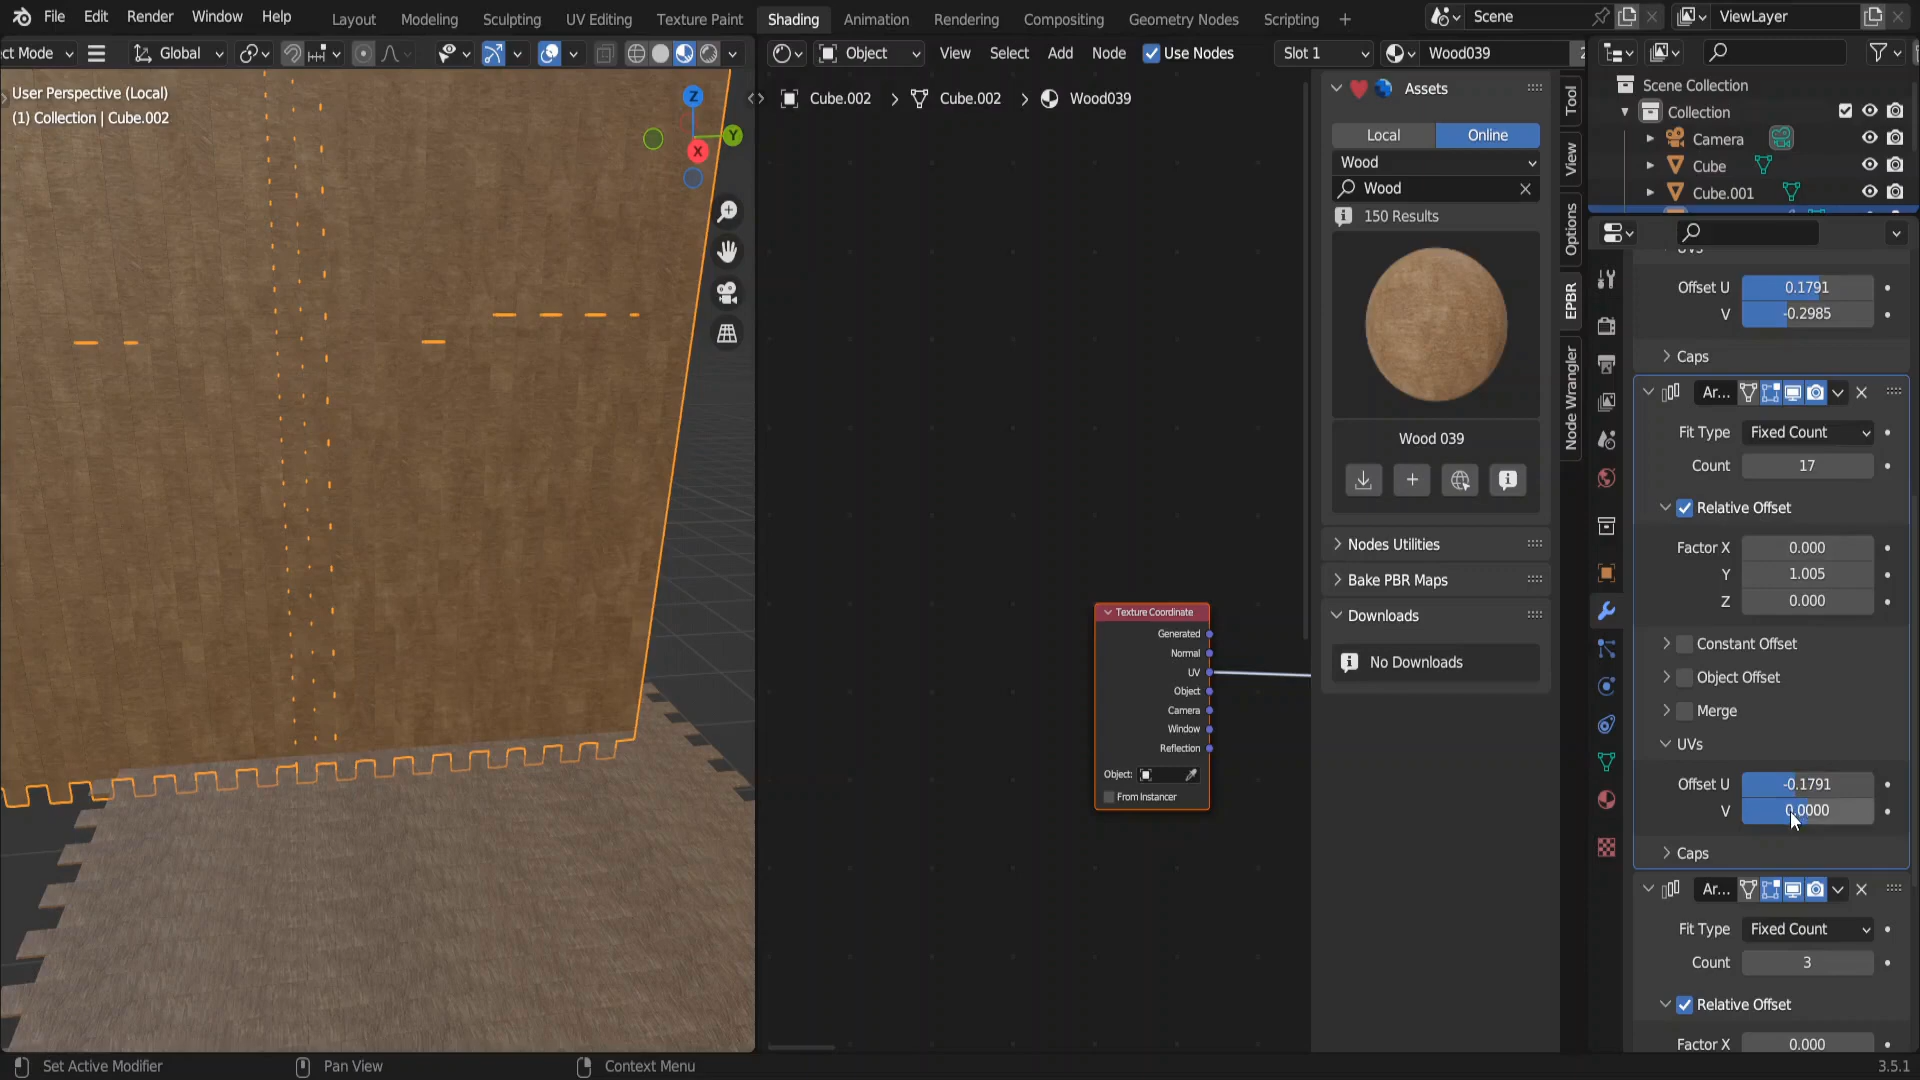 File Edit Render Window Help Layout Modeling Sculpting UV Editing Texture Paint Shading Animation Rendering Compositing Geometry Nodes Scripting + Scene ViewLayer
ct Mode Global Object View Select Add Node Use Nodes Slot 1 Wood039 2
User Perspective (Local)
(1) Collection | Cube.002
Z
Y
X
Cube.002 > Cube.002 > Wood039
Texture Coordinate
Generated
Normal
UV
Object
Camera
Window
Reflection
Object:
From Instancer
Assets
Local Online
Wood
Wood
150 Results
Wood 039
Nodes Utilities
Bake PBR Maps
Downloads
No Downloads
Tool
View
Options
EPBR
Node Wrangler
Scene Collection
Collection
Camera
Cube
Cube.001
UVs
Offset U 0.1791
V -0.2985
Caps
Ar...
Fit Type Fixed Count
Count 17
Relative Offset
Factor X 0.000
Y 1.005
Z 0.000
Constant Offset
Object Offset
Merge
UVs
Offset U -0.1791
V 0.0000
Caps
Ar...
Fit Type Fixed Count
Count 3
Relative Offset
Factor X 0.000
Set Active Modifier Pan View Context Menu 3.5.1